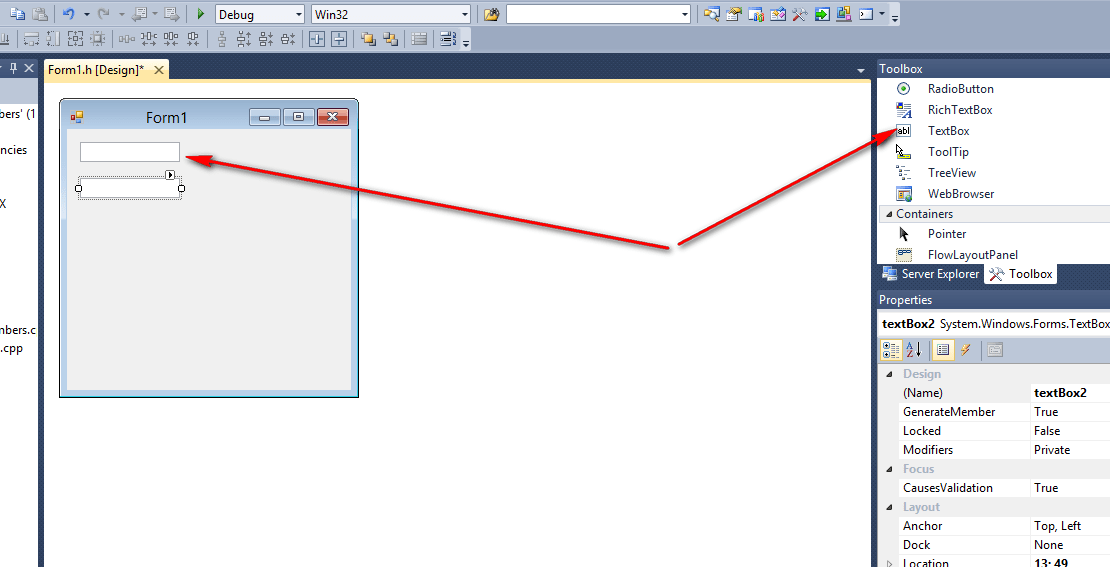 Debug
Win32
Form1.h [Design]*
Toolbox
bers' (1
ncies
X
nbers.c
.cpp
Form1
RadioButton
RichTextBox
abl TextBox
ToolTip
TreeView
WebBrowser
Containers
Pointer
FlowLayoutPanel
Server Explorer Toolbox
Properties
textBox2 System.Windows.Forms.TextBox
Design
(Name) textBox2
GenerateMember True
Locked False
Modifiers Private
Focus
CausesValidation True
Layout
Anchor Top, Left
Dock None
Location 13; 49